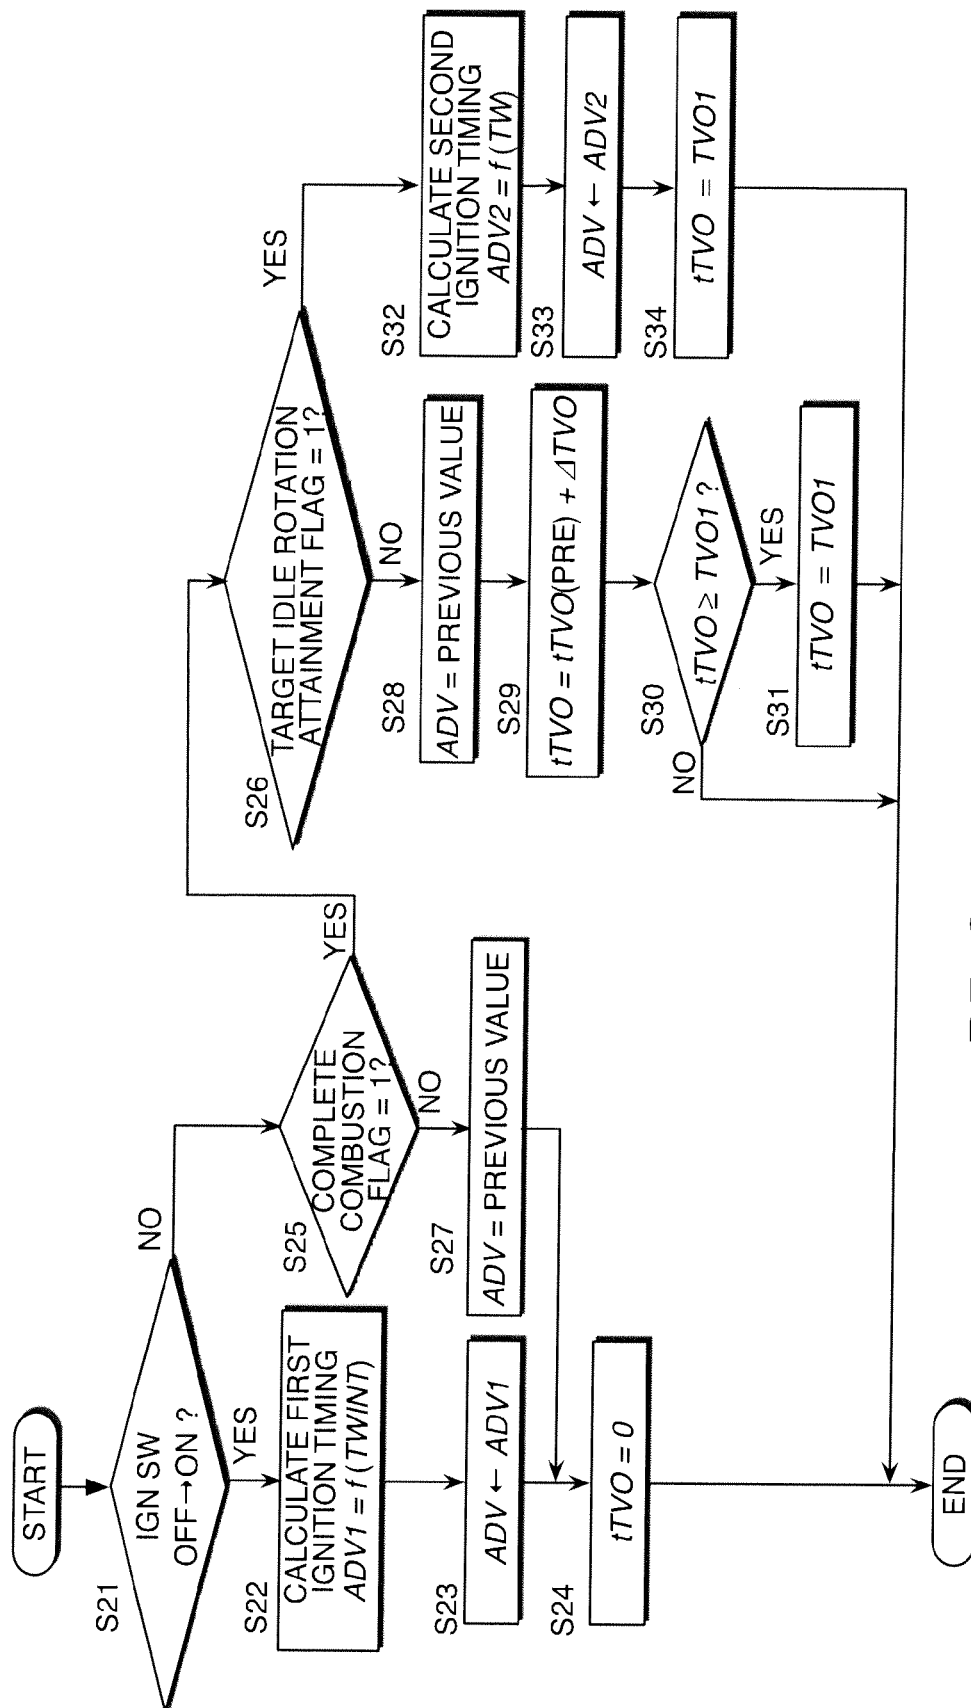 START
S21
IGN SW
OFF→ON ?
YES
NO
S22
CALCULATE FIRST
IGNITION TIMING
ADV1 = f (TWINT)
S23
ADV ← ADV1
S24
tTVO = 0
END
S25
COMPLETE
COMBUSTION
FLAG = 1?
YES
NO
S27
ADV = PREVIOUS VALUE
S26
TARGET IDLE ROTATION
ATTAINMENT FLAG = 1?
YES
NO
S28
ADV = PREVIOUS VALUE
S29
tTVO = tTVO(PRE) + ΔTVO
S30
tTVO ≥ TVO1 ?
NO
YES
S31
tTVO = TVO1
S32
CALCULATE SECOND
IGNITION TIMING
ADV2 = f (TW)
S33
ADV ← ADV2
S34
tTVO = TVO1